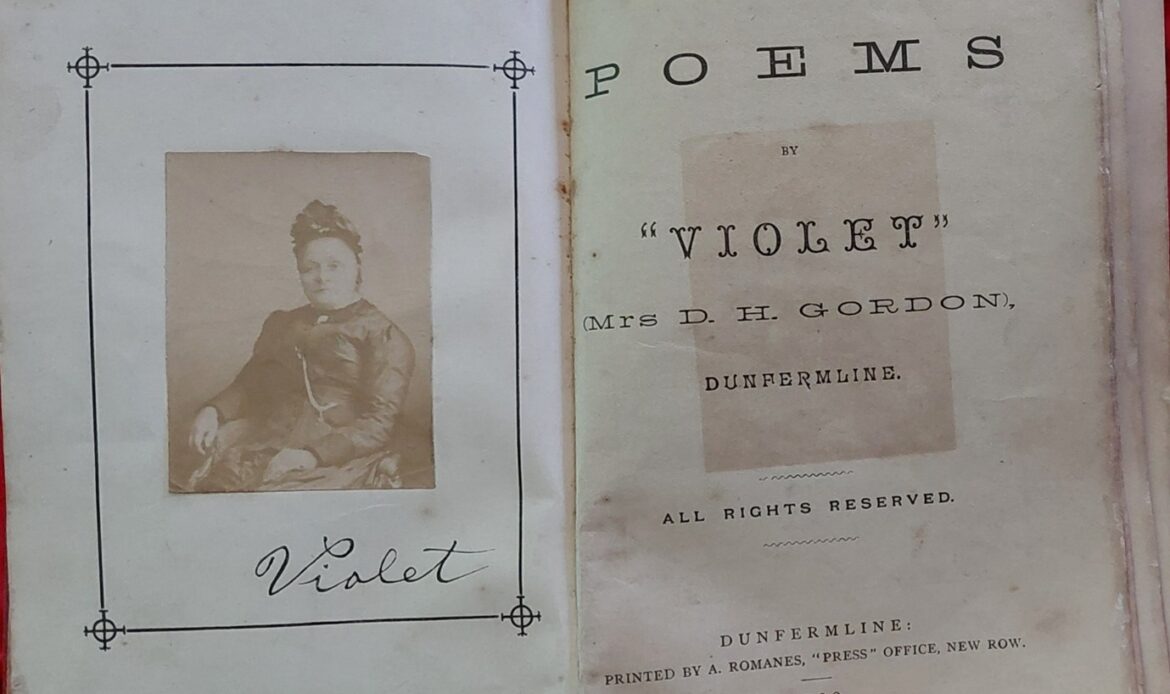 Violet
POEMS
BY
“VIOLET”
(Mrs D. H. GORDON),
DUNFERMLINE.
ALL RIGHTS RESERVED.
DUNFERMLINE:
PRINTED BY A. ROMANES, “PRESS” OFFICE, NEW ROW.